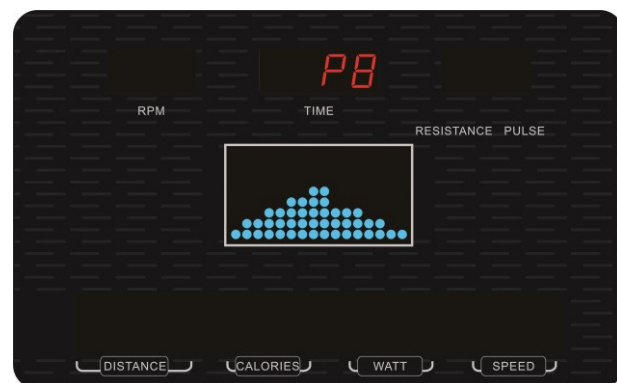 P8
RPM TIME
RESISTANCE PULSE
DISTANCE CALORIES WATT SPEED